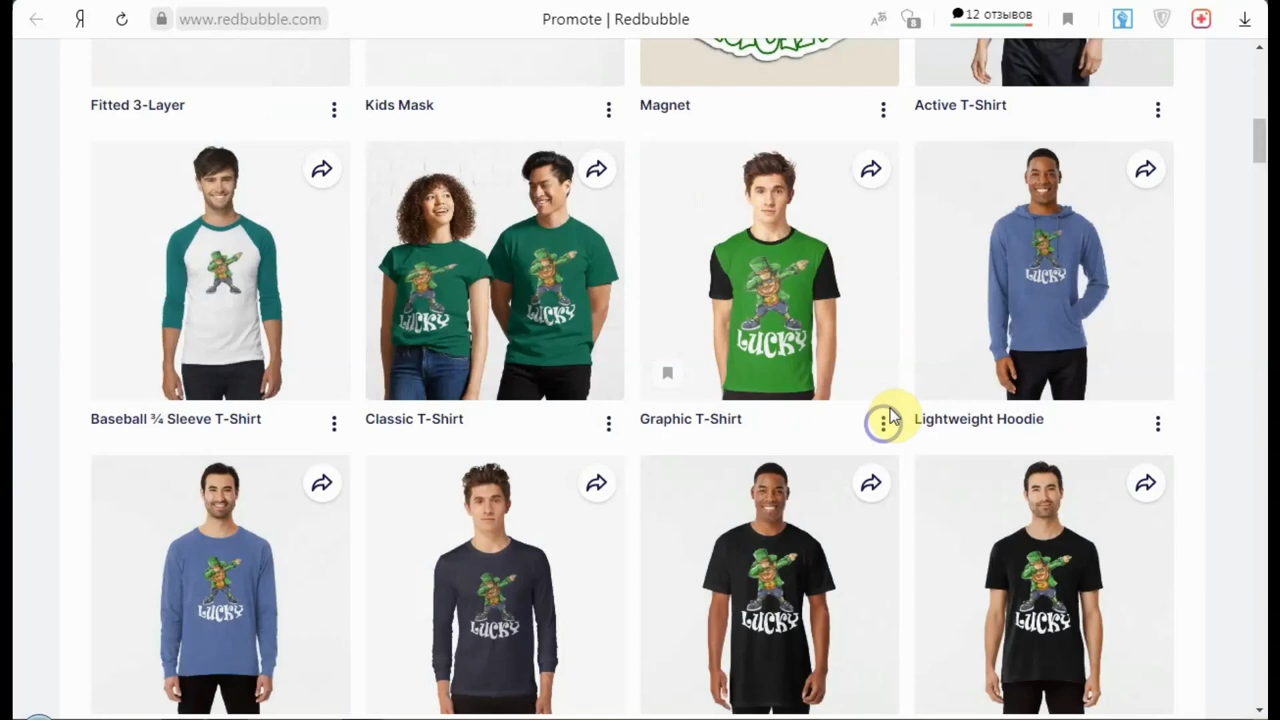 Я
www.redbubble.com
Promote | Redbubble
12 отзывов
Fitted 3-Layer
Kids Mask
Magnet
Active T-Shirt
LUCKY
LUCKY
LUCKY
LUCKY
Baseball ¾ Sleeve T-Shirt
Classic T-Shirt
Graphic T-Shirt
Lightweight Hoodie
LUCKY
LUCKY
LUCKY
LUCKY